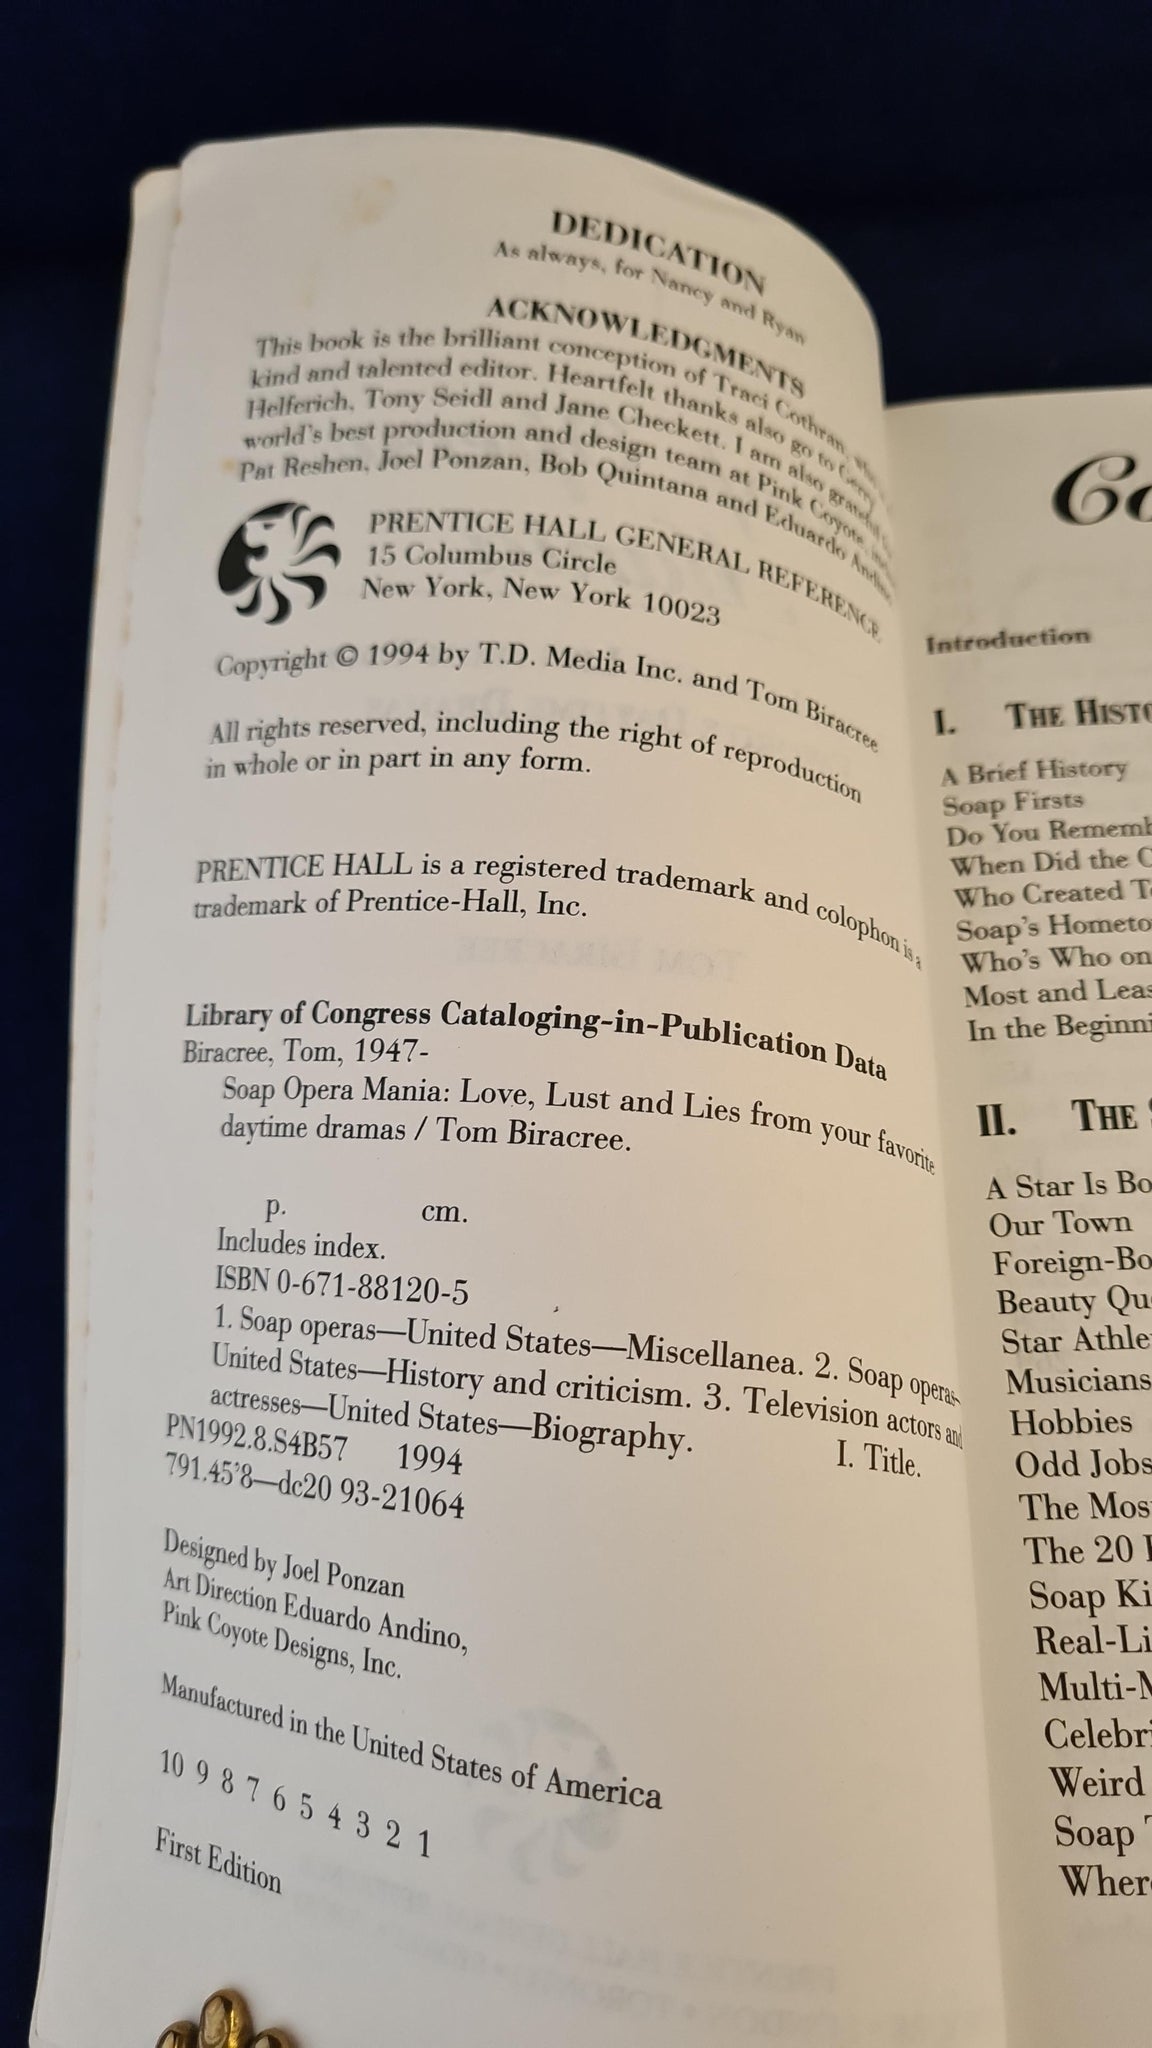 DEDICATION
As always, for Nancy and Ryan
ACKNOWLEDGMENTS
This book is the brilliant conception of Traci Cothran,
kind and talented editor. Heartfelt thanks also go to Gerry
Helferich, Tony Seidl and Jane Checkett. I am also grateful
world's best production and design team at Pink Coyote,
Pat Reshen, Joel Ponzan, Bob Quintana and Eduardo Andino
PRENTICE HALL GENERAL REFERENCE
15 Columbus Circle
New York, New York 10023
Copyright © 1994 by T.D. Media Inc. and Tom Biracree
All rights reserved, including the right of reproduction
in whole or in part in any form.
PRENTICE HALL is a registered trademark and colophon is a
trademark of Prentice-Hall, Inc.
Library of Congress Cataloging-in-Publication Data
Biracree, Tom, 1947-
Soap Opera Mania: Love, Lust and Lies from your favorite
daytime dramas / Tom Biracree.
p. cm.
Includes index.
ISBN 0-671-88120-5
1. Soap operas—United States—Miscellanea. 2. Soap operas—
United States—History and criticism. 3. Television actors and
actresses—United States—Biography. I. Title.
PN1992.8.S4B57 1994
791.45'8—dc20 93-21064
Designed by Joel Ponzan
Art Direction Eduardo Andino,
Pink Coyote Designs, Inc.
Manufactured in the United States of America
10 9 8 7 6 5 4 3 2 1
First Edition
Co
Introduction
I. THE HISTO
A Brief History
Soap Firsts
Do You Rememb
When Did the C
Who Created T
Soap's Hometo
Who's Who on
Most and Leas
In the Beginni
II. THE S
A Star Is Bo
Our Town
Foreign-Bo
Beauty Qu
Star Athle
Musicians
Hobbies
Odd Jobs
The Mos
The 20
Soap Ki
Real-Li
Multi-M
Celebri
Weird
Soap T
Wher